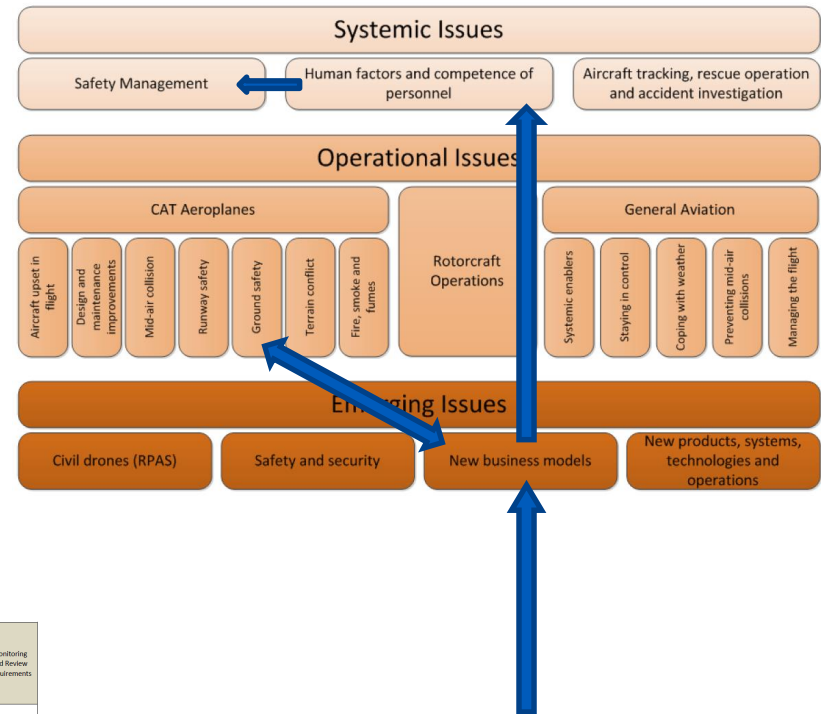 Systemic Issues
Safety Management
Human factors and competence of
personnel
Aircraft tracking, rescue operation
and accident investigation
Operational Issues
CAT Aeroplanes
Aircraft upset in
flight
Design and
maintenance
improvements
Mid-air collision
Runway safety
Ground safety
Terrain conflict
Fire, smoke and
fumes
Rotorcraft
Operations
General Aviation
Systemic enablers
Staying in control
Coping with weather
Preventing mid-air
collisions
Managing the flight
Emerging Issues
Civil drones (RPAS)
Safety and security
New business models
New products, systems,
technologies and
operations
onitoring
d Review
uirements